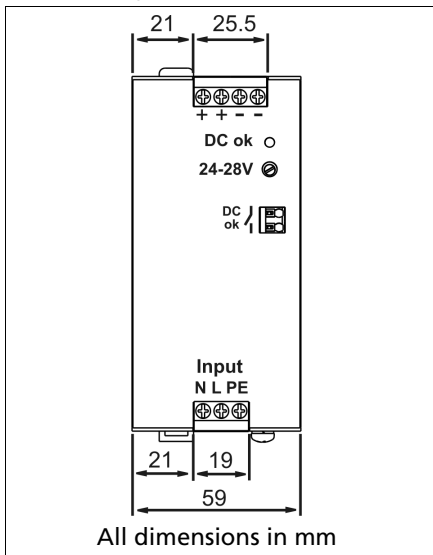 21 25.5
+ + - -
DC ok
24-28V
DC
ok
Input
N L PE
21 19
59
All dimensions in mm